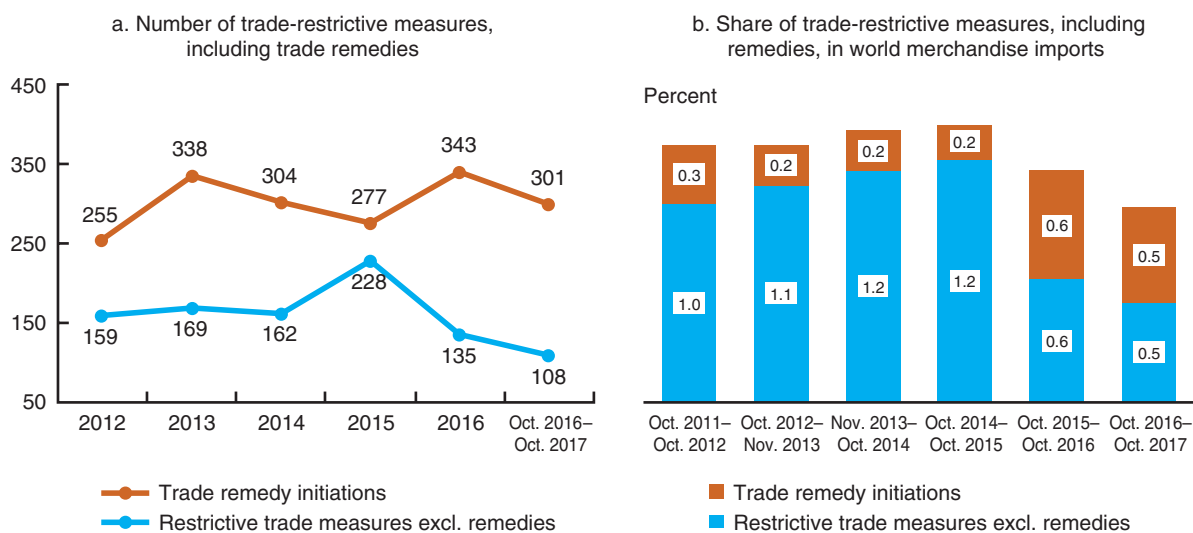 a. Number of trade-restrictive measures,
including trade remedies
450
350
250
150
50
255
338
304
277
343
301
159
169
162
228
135
108
2012
2013
2014
2015
2016
Oct. 2016–
Oct. 2017
Trade remedy initiations
Restrictive trade measures excl. remedies
b. Share of trade-restrictive measures, including
remedies, in world merchandise imports
Percent
0.3
0.2
0.2
0.2
0.6
0.5
1.0
1.1
1.2
1.2
0.6
0.5
Oct. 2011–
Oct. 2012
Oct. 2012–
Nov. 2013
Nov. 2013–
Oct. 2014
Oct. 2014–
Oct. 2015
Oct. 2015–
Oct. 2016
Oct. 2016–
Oct. 2017
Trade remedy initiations
Restrictive trade measures excl. remedies